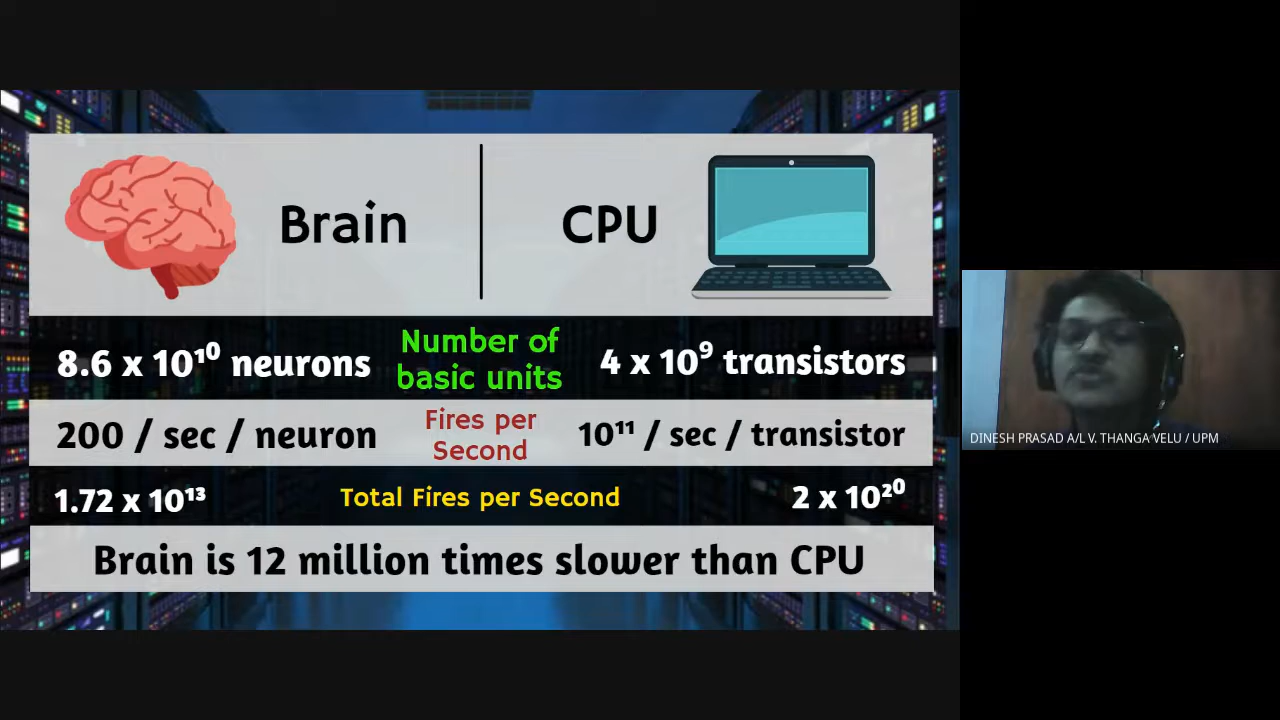 Brain
CPU
8.6 x 10¹⁰ neurons
Number of
basic units
4 x 10⁹ transistors
200 / sec / neuron
Fires per
Second
10¹¹ / sec / transistor
1.72 x 10¹³
Total Fires per Second
2 x 10²⁰
Brain is 12 million times slower than CPU
DINESH PRASAD A/L V. THANGA VELU / UPM